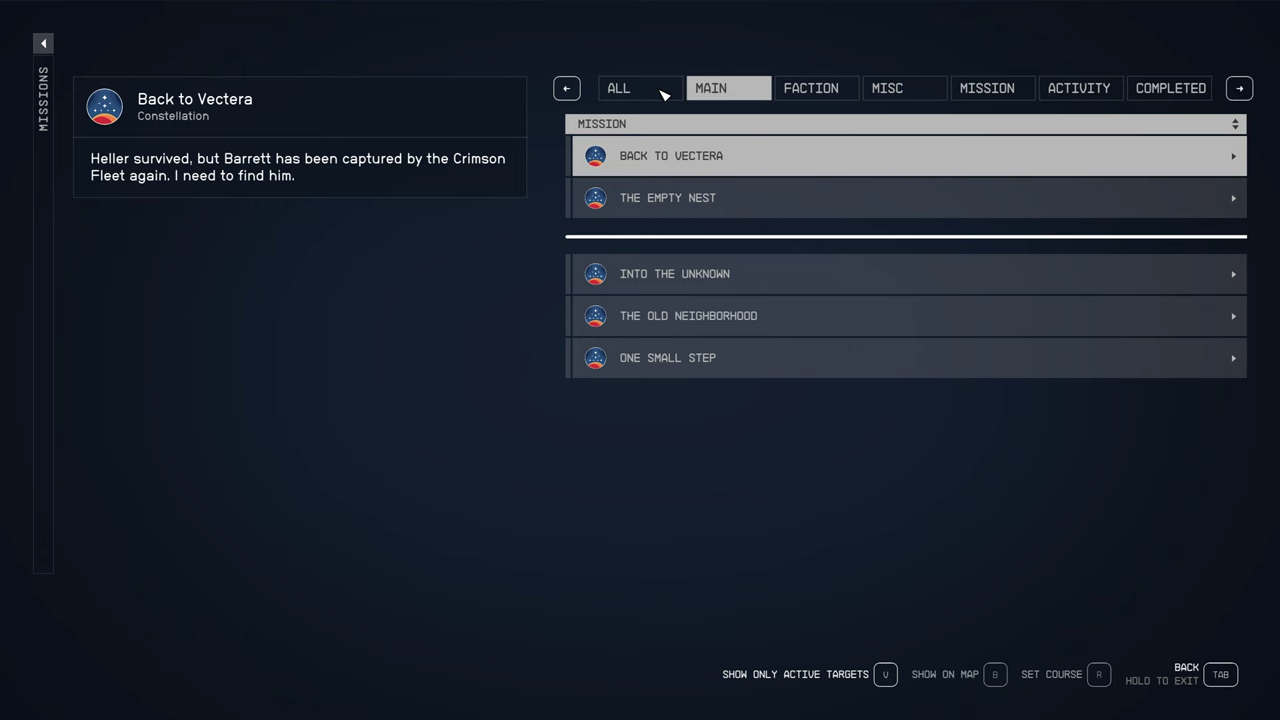 MISSIONS
Back to Vectera
Constellation
Heller survived, but Barrett has been captured by the Crimson
Fleet again. I need to find him.
ALL
MAIN
FACTION
MISC
MISSION
ACTIVITY
COMPLETED
MISSION
BACK TO VECTERA
THE EMPTY NEST
INTO THE UNKNOWN
THE OLD NEIGHBORHOOD
ONE SMALL STEP
SHOW ONLY ACTIVE TARGETS V
SHOW ON MAP B
SET COURSE R
BACK
HOLD TO EXIT
TAB